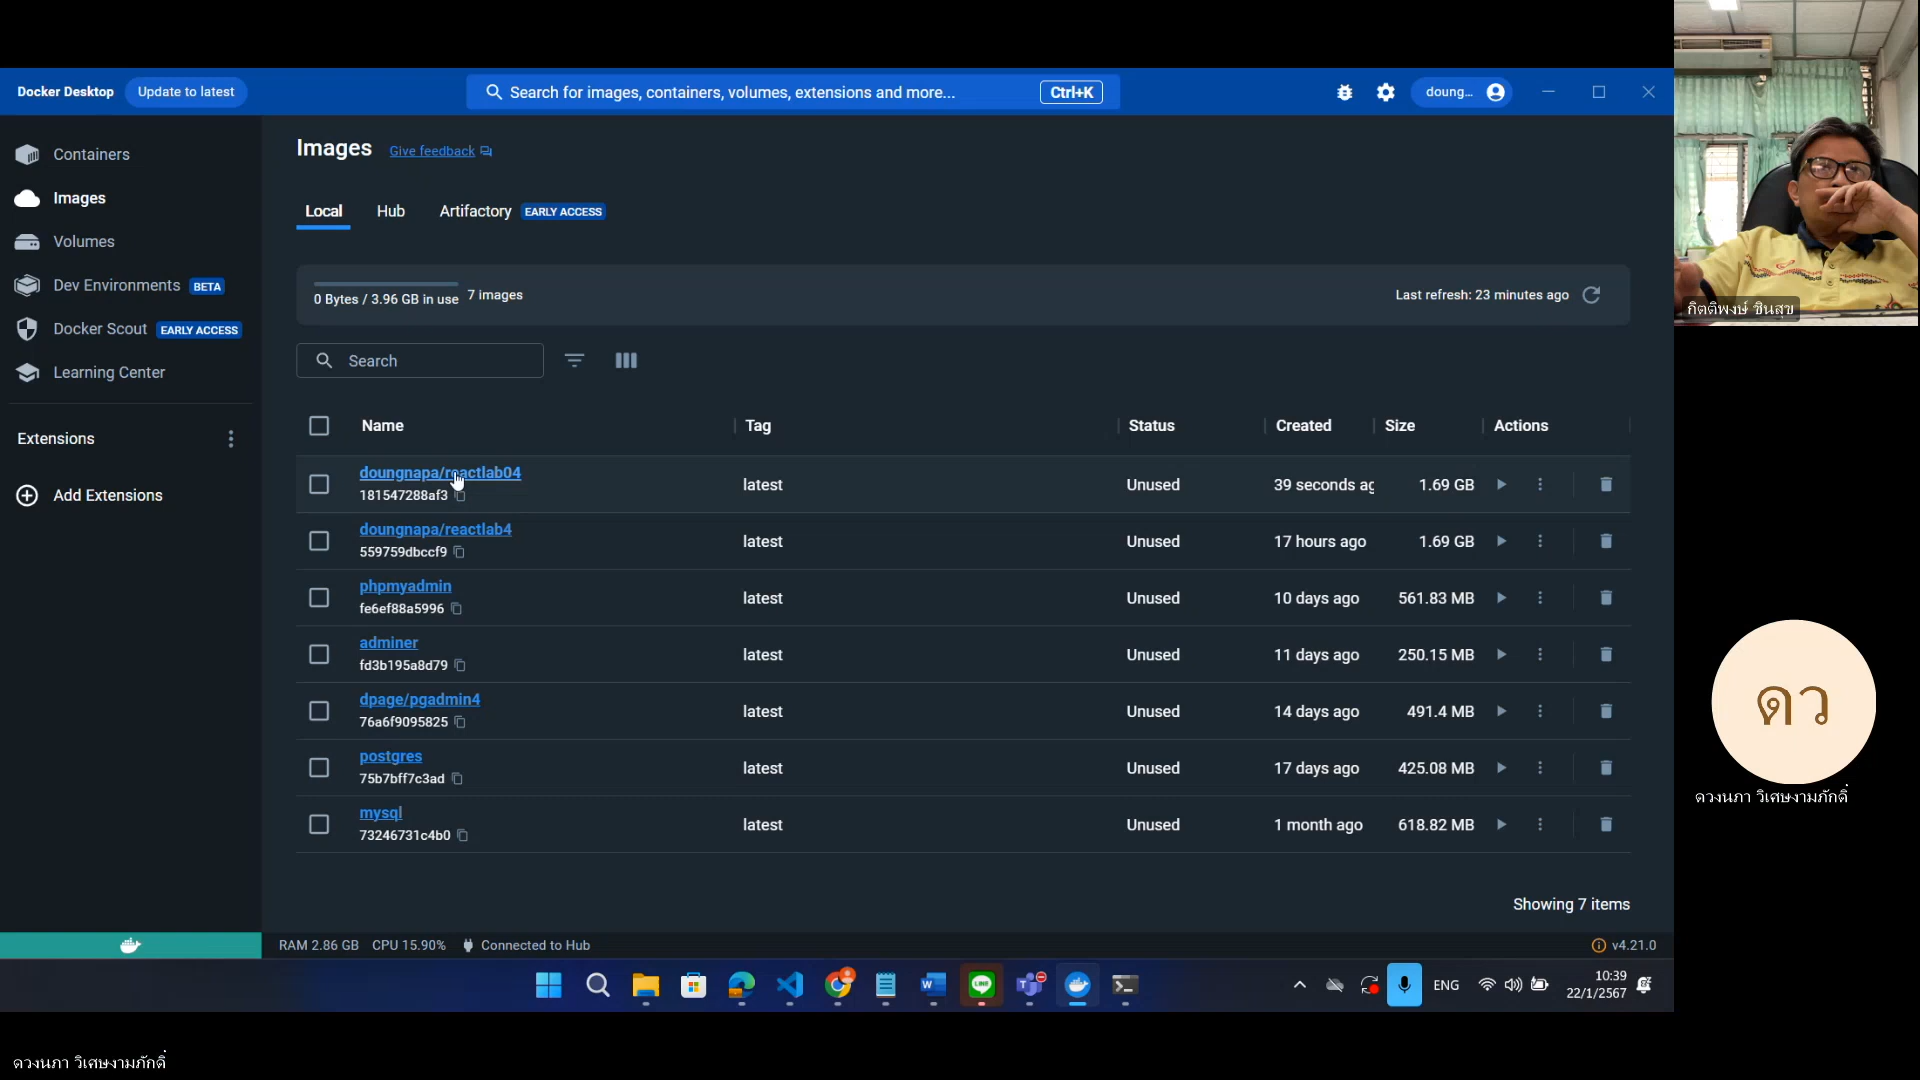 Docker Desktop
Update to latest
Search for images, containers, volumes, extensions and more...
Ctrl+K
doung...
Containers
Images
Volumes
Dev Environments BETA
Docker Scout EARLY ACCESS
Learning Center
Extensions
Add Extensions
Images
Give feedback
Local
Hub
Artifactory EARLY ACCESS
0 Bytes / 3.96 GB in use
7 images
Last refresh: 23 minutes ago
Search
Name Tag Status Created Size Actions
doungnapa/reactlab04
181547288af3
latest Unused 39 seconds ag 1.69 GB
doungnapa/reactlab4
559759dbccf9
latest Unused 17 hours ago 1.69 GB
phpmyadmin
fe6ef88a5996
latest Unused 10 days ago 561.83 MB
adminer
fd3b195a8d79
latest Unused 11 days ago 250.15 MB
dpage/pgadmin4
76a6f9095825
latest Unused 14 days ago 491.4 MB
postgres
75b7bff7c3ad
latest Unused 17 days ago 425.08 MB
mysql
73246731c4b0
latest Unused 1 month ago 618.82 MB
Showing 7 items
RAM 2.86 GB CPU 15.90% Connected to Hub
v4.21.0
ENG
10:39
22/1/2567
กิตติพงษ์ ชินสุข
ดว
ดวงนภา วิเศษงามภักดิ์
ดวงนภา วิเศษงามภักดิ์